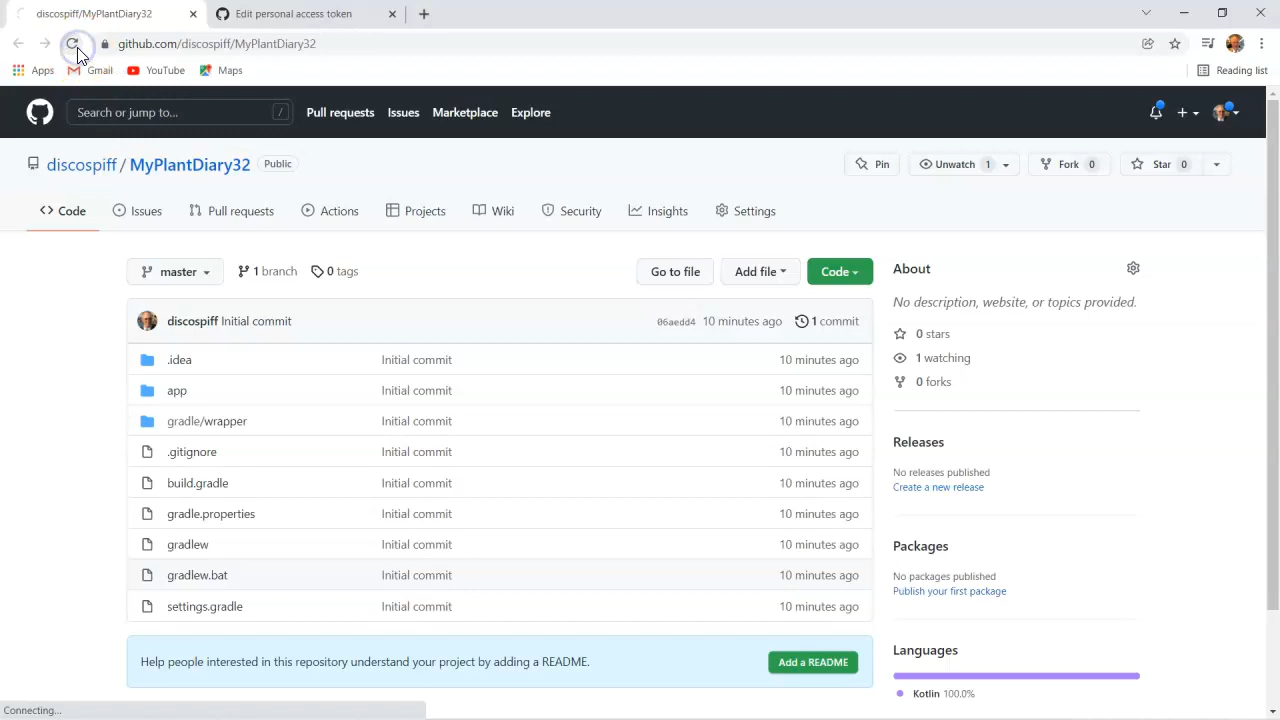 discospiff/MyPlantDiary32
Edit personal access token
github.com/discospiff/MyPlantDiary32
Apps Gmail YouTube Maps Reading list
Search or jump to... /
Pull requests Issues Marketplace Explore
discospiff / MyPlantDiary32 Public
Pin Unwatch 1 Fork 0 Star 0
Code Issues Pull requests Actions Projects Wiki Security Insights Settings
master 1 branch 0 tags Go to file Add file Code
discospiff Initial commit 06aedd4 10 minutes ago 1 commit
.idea Initial commit 10 minutes ago
app Initial commit 10 minutes ago
gradle/wrapper Initial commit 10 minutes ago
.gitignore Initial commit 10 minutes ago
build.gradle Initial commit 10 minutes ago
gradle.properties Initial commit 10 minutes ago
gradlew Initial commit 10 minutes ago
gradlew.bat Initial commit 10 minutes ago
settings.gradle Initial commit 10 minutes ago
Help people interested in this repository understand your project by adding a README. Add a README
About
No description, website, or topics provided.
0 stars
1 watching
0 forks
Releases
No releases published
Create a new release
Packages
No packages published
Publish your first package
Languages
Kotlin 100.0%
Connecting...